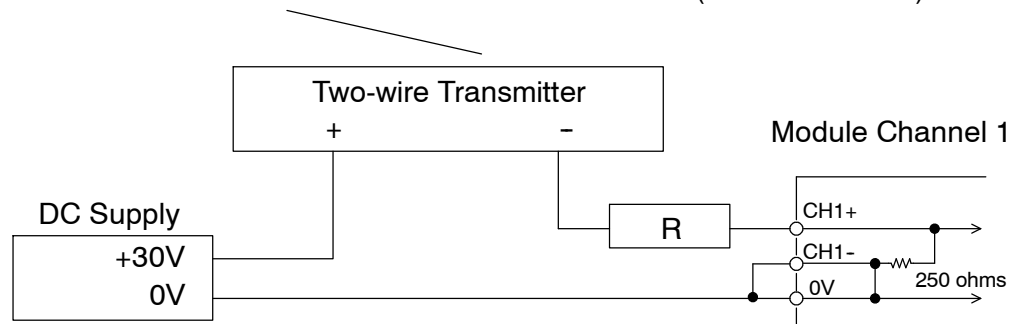 Two-wire Transmitter
+ -
Module Channel 1
DC Supply
+30V
0V
R
CH1+
CH1-
0V
250 ohms